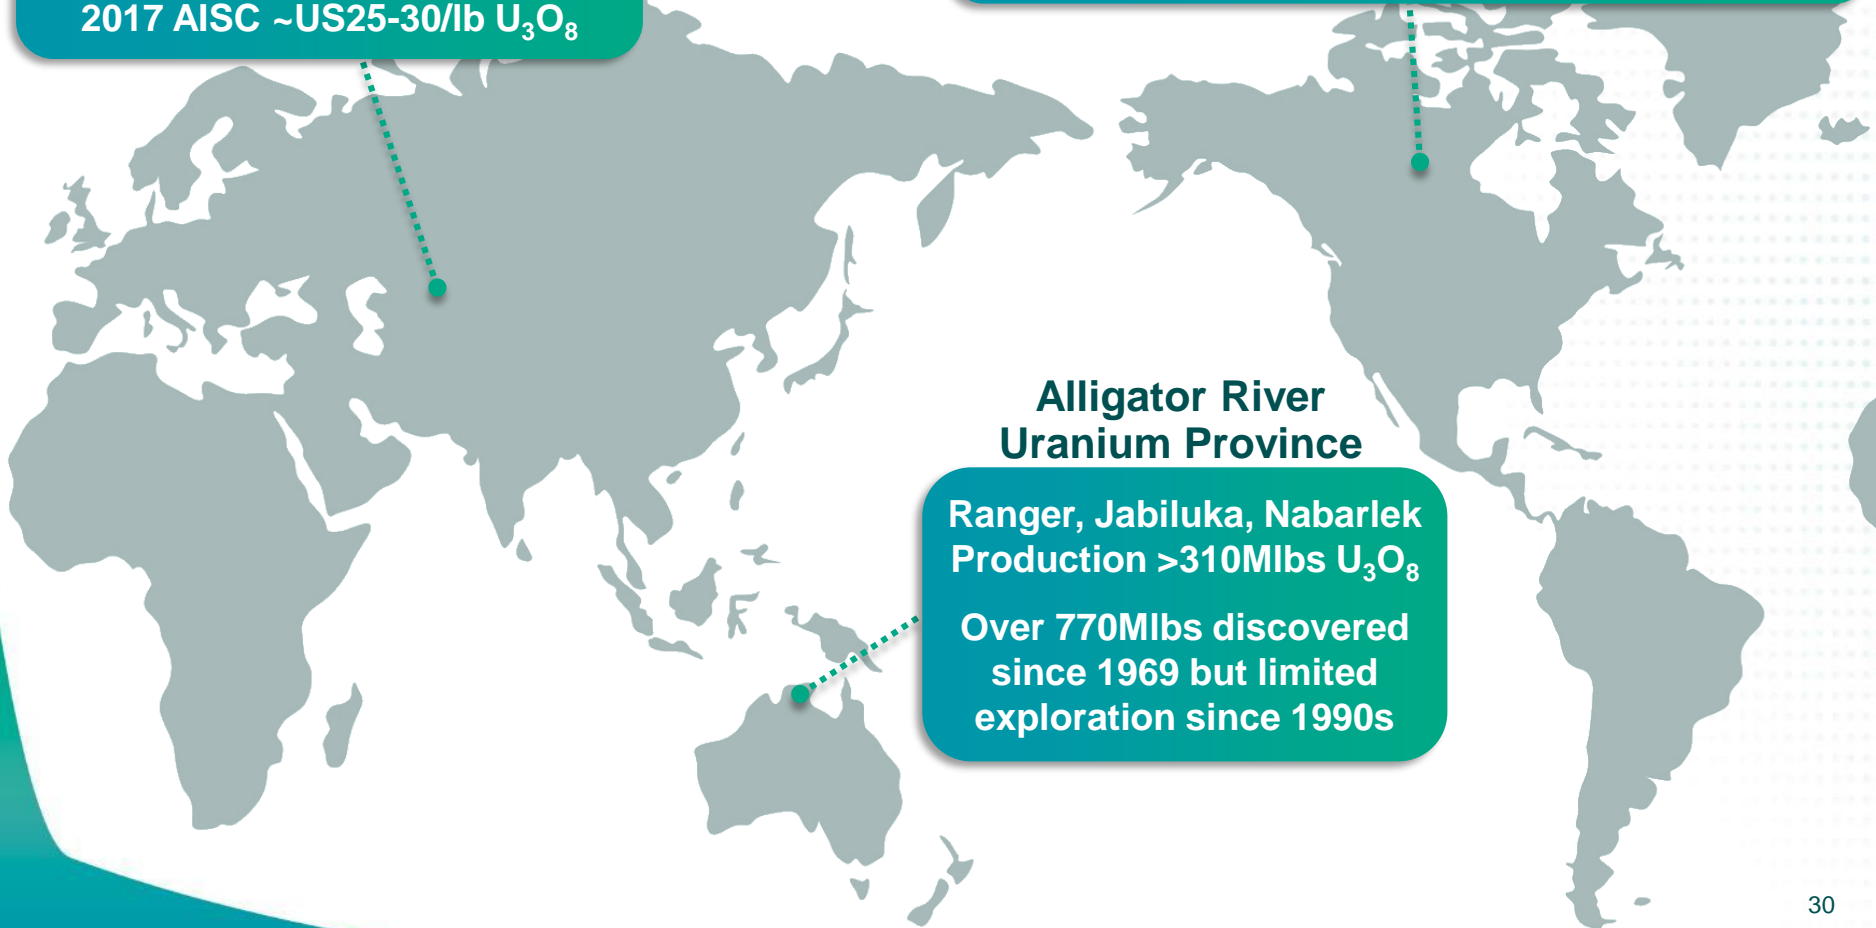 2017 AISC ~US25-30/lb U₃O₈
Alligator River
Uranium Province
Ranger, Jabiluka, Nabarlek
Production >310Mlbs U₃O₈
Over 770Mlbs discovered
since 1969 but limited
exploration since 1990s
30